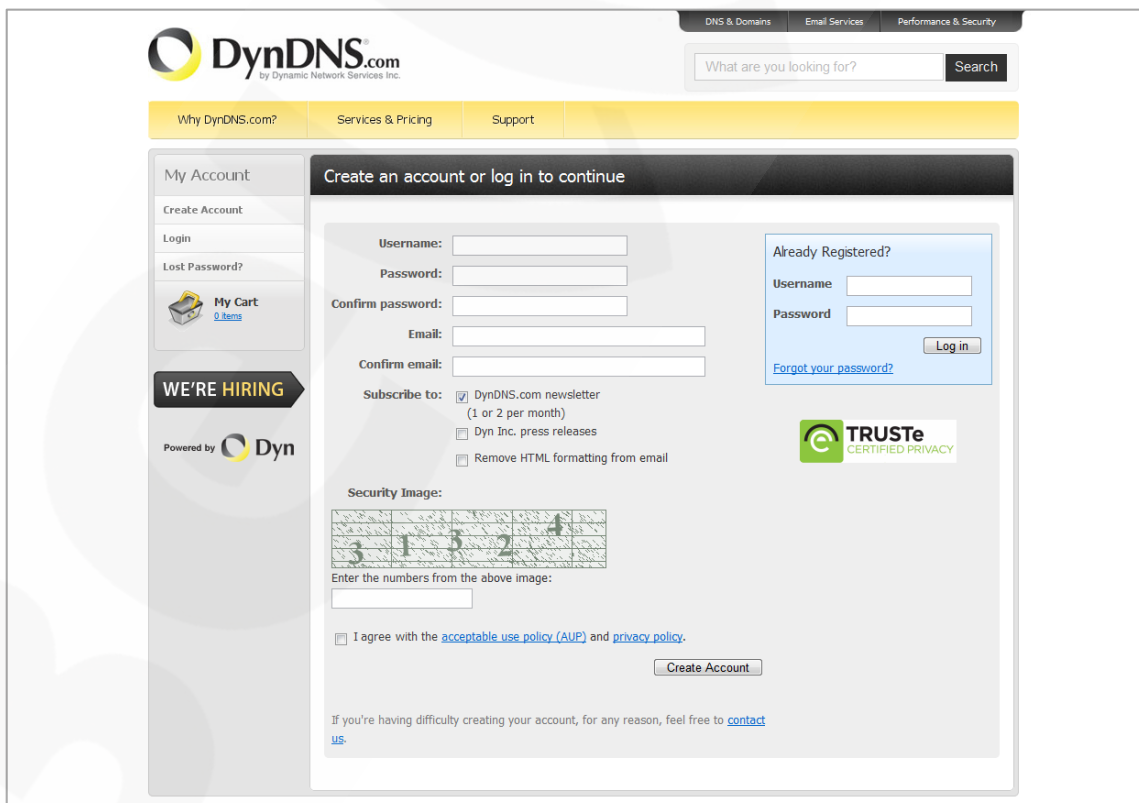 DNS & Domains
Email Services
Performance & Security
DynDNS.com
by Dynamic Network Services Inc.
What are you looking for?
Search
Why DynDNS.com?
Services & Pricing
Support
My Account
Create Account
Login
Lost Password?
My Cart
0 items
WE'RE HIRING
Powered by Dyn
Create an account or log in to continue
Username:
Password:
Confirm password:
Email:
Confirm email:
Subscribe to:
DynDNS.com newsletter
(1 or 2 per month)
Dyn Inc. press releases
Remove HTML formatting from email
Security Image:
3 1 3 2 4
Enter the numbers from the above image:
I agree with the acceptable use policy (AUP) and privacy policy.
Create Account
If you're having difficulty creating your account, for any reason, feel free to contact
us.
Already Registered?
Username
Password
Log in
Forgot your password?
TRUSTe
CERTIFIED PRIVACY